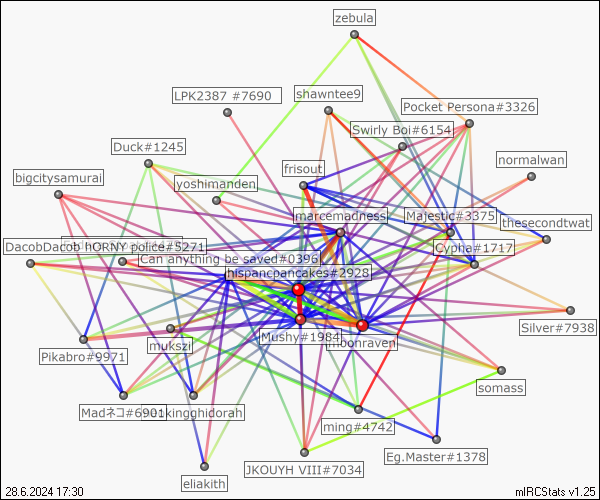 zebula
LPK2387 #7690
shawntee9
Pocket Persona#3326
Swirly Boi#6154
Duck#1245
normalwan
frisout
bigcitysamurai
yoshimanden
marcemadness
Majestic#3375
thesecondtwat
DacobDacob HORNY police#5271
Cypha#1717
Can anything be saved#0396
hispancpancakes#2928
Silver#7938
Mushy#1984
moonraven
mukszi
Pikabro#9971
somass
Madネコ#6901
ming#4742
JKOUYH VIII#7034
Eg.Master#1378
eliakith
28.6.2024 17:30
mIRCStats v1.25